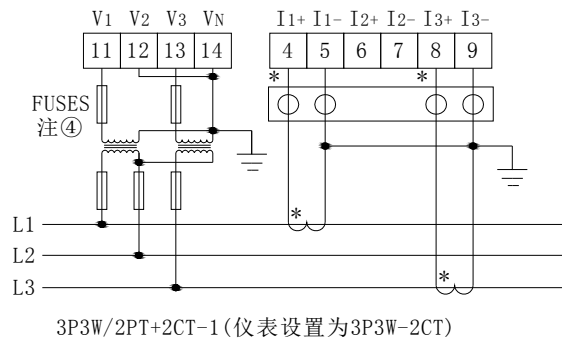 V1 V2 V3 VN I1+ I1- I2+ I2- I3+ I3-
11 12 13 14 4 5 6 7 8 9
* *
FUSES
注④
*
L1
L2
*
L3
3P3W/2PT+2CT-1(仪表设置为3P3W-2CT)